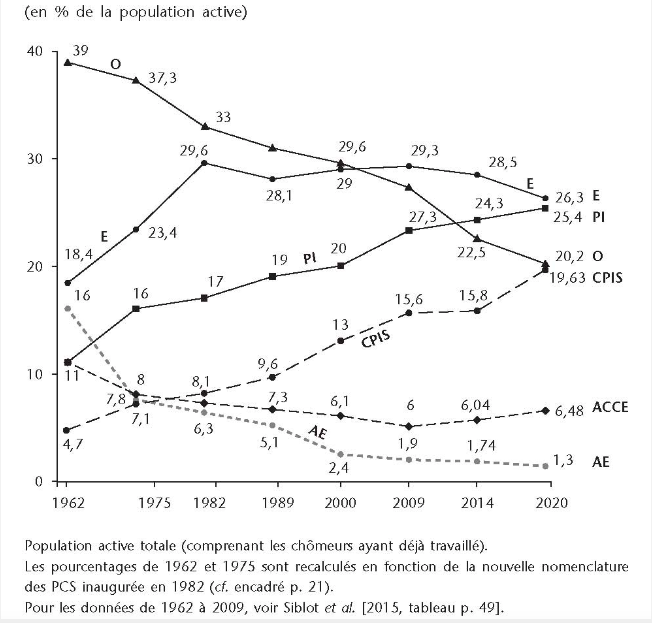 (en % de la population active)
40
39
O
37,3
33
30
29,6
28,1
29,6
29
29,3
28,5
E
26,3 E
25,4 PI
18,4
E
23,4
27,3
24,3
20
16
16
17
19
PI
20
22,5
20,2 O
19,63 CPIS
13
CPIS
15,6
15,8
10
11
7,8
8
8,1
9,6
7,3
6,1
6
6,04
6,48 ACCE
4,7
7,1
6,3
5,1
AE
2,4
1,9
1,74
1,3 AE
0
1962 1975 1982 1989 2000 2009 2014 2020
Population active totale (comprenant les chômeurs ayant déjà travaillé).
Les pourcentages de 1962 et 1975 sont recalculés en fonction de la nouvelle nomenclature
des PCS inaugurée en 1982 (cf. encadré p. 21).
Pour les données de 1962 à 2009, voir Siblot et al. [2015, tableau p. 49].